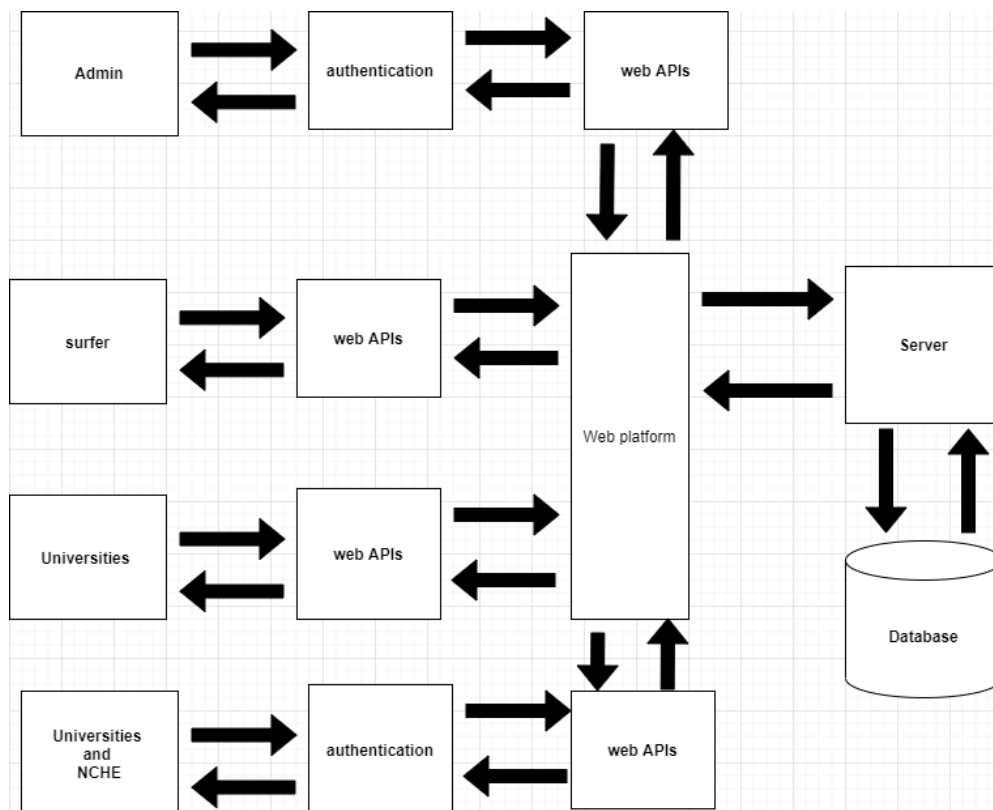 Admin
authentication
web APIs
surfer
web APIs
Web platform
Server
Universities
web APIs
Database
Universities
and
NCHE
authentication
web APIs